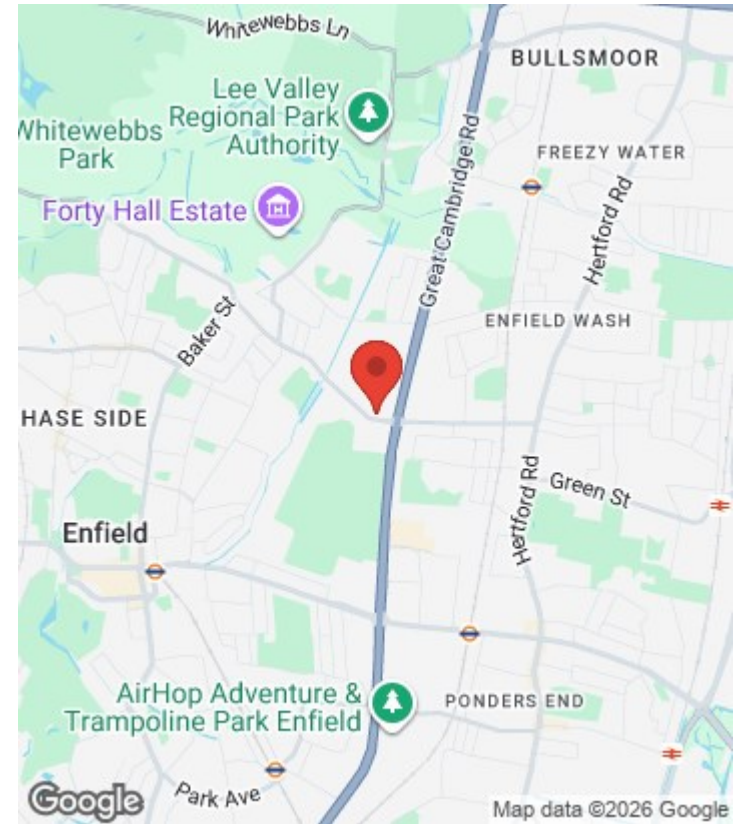 Whitewebbs Ln
BULLSMOOR
Lee Valley
Regional Park
Authority
Whitewebbs
Park
FREEZY WATER
Forty Hall Estate
Great Cambridge Rd
Hertford Rd
Baker St
ENFIELD WASH
HASE SIDE
Hertford Rd
Green St
Enfield
AirHop Adventure &
Trampoline Park Enfield
PONDERS END
Park Ave
Google
Map data ©2026 Google